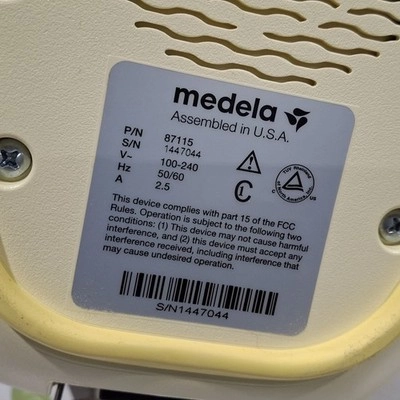 medela
Assembled in U.S.A.
P/N 87115
S/N 1447044
V~ 100-240
Hz 50/60
A 2.5
This device complies with part 15 of the FCC
Rules. Operation is subject to the following two
conditions: (1) This device may not cause harmful
interference, and (2) this device must accept any
interference received, including interference that
may cause undesired operation.
S/N1447044